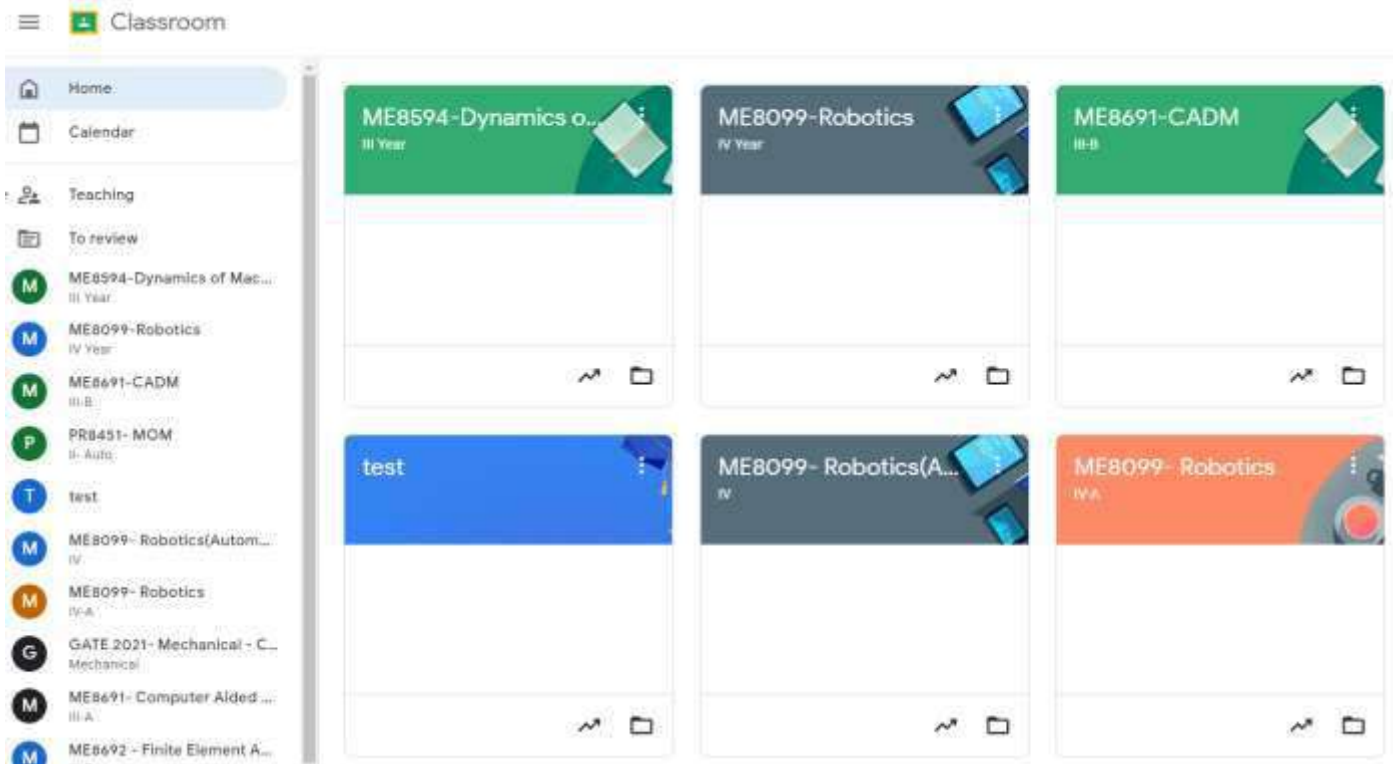 Classroom
Home
Calendar
Teaching
To review
M
ME8594-Dynamics of Mac...
III Year
M
ME8099-Robotics
IV Year
M
ME8691-CADM
III-B
P
PR8451- MOM
II- Auto
T
test
M
ME8099- Robotics(Autom...
IV
M
ME8099- Robotics
IV-A
G
GATE 2021- Mechanical - C...
Mechanical
M
ME8691- Computer Aided ...
III-A
M
ME8692 - Finite Element A...
ME8594-Dynamics o...
III Year
ME8099-Robotics
IV Year
ME8691-CADM
III-B
test
ME8099- Robotics(A...
IV
ME8099- Robotics
IV-A